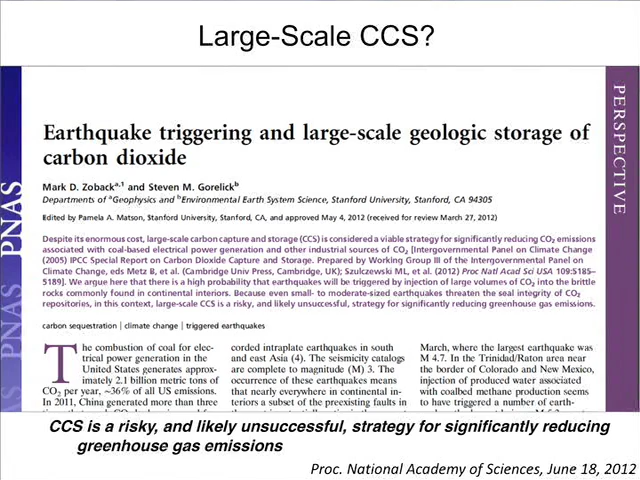 Large-Scale CCS?
PNAS PNAS PNAS
PERSPECTIVE
Earthquake triggering and large-scale geologic storage of
carbon dioxide
Mark D. Zoback^a,1 and Steven M. Gorelick^b
Departments of ^aGeophysics and ^bEnvironmental Earth System Science, Stanford University, Stanford, CA 94305
Edited by Pamela A. Matson, Stanford University, Stanford, CA, and approved May 4, 2012 (received for review March 27, 2012)
Despite its enormous cost, large-scale carbon capture and storage (CCS) is considered a viable strategy for significantly reducing CO₂ emissions
associated with coal-based electrical power generation and other industrial sources of CO₂ [Intergovernmental Panel on Climate Change
(2005) IPCC Special Report on Carbon Dioxide Capture and Storage. Prepared by Working Group III of the Intergovernmental Panel on
Climate Change, eds Metz B, et al. (Cambridge Univ Press, Cambridge, UK); Szulczewski ML, et al. (2012) Proc Natl Acad Sci USA 109:5185–
5189]. We argue here that there is a high probability that earthquakes will be triggered by injection of large volumes of CO₂ into the brittle
rocks commonly found in continental interiors. Because even small- to moderate-sized earthquakes threaten the seal integrity of CO₂
repositories, in this context, large-scale CCS is a risky, and likely unsuccessful, strategy for significantly reducing greenhouse gas emissions.
carbon sequestration | climate change | triggered earthquakes
The combustion of coal for elec-
trical power generation in the
United States generates approx-
imately 2.1 billion metric tons of
CO₂ per year, ~36% of all US emissions.
In 2011, China generated more than three
corded intraplate earthquakes in south
and east Asia (4). The seismicity catalogs
are complete to magnitude (M) 3. The
occurrence of these earthquakes means
that nearly everywhere in continental in-
teriors a subset of the preexisting faults in
March, where the largest earthquake was
M 4.7. In the Trinidad/Raton area near
the border of Colorado and New Mexico,
injection of produced water associated
with coalbed methane production seems
to have triggered a number of earth-
CCS is a risky, and likely unsuccessful, strategy for significantly reducing
greenhouse gas emissions
Proc. National Academy of Sciences, June 18, 2012